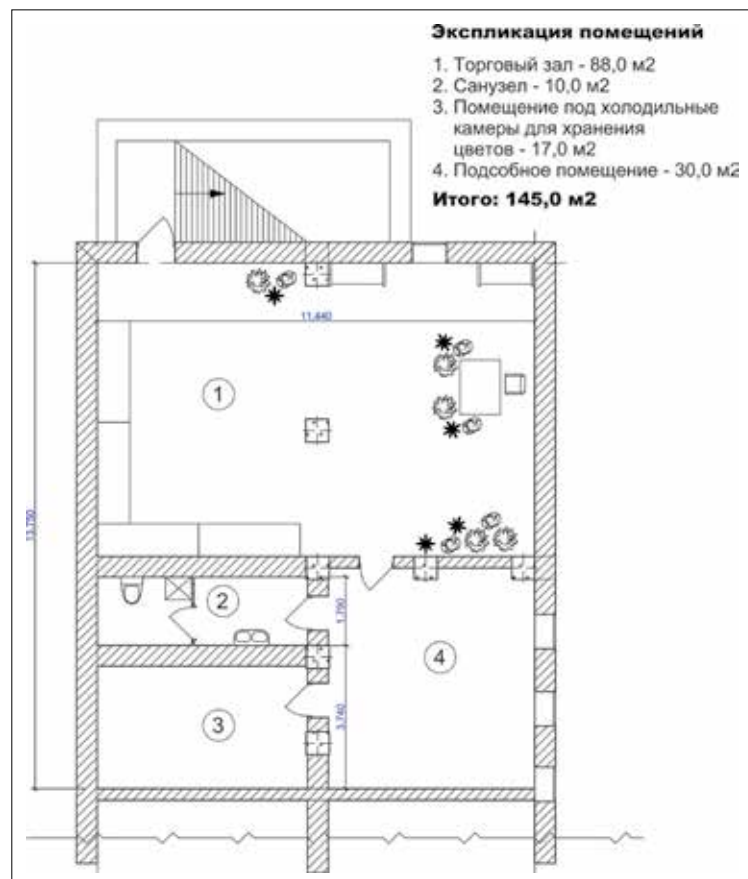 Экспликация помещений
1. Торговый зал - 88,0 м2
2. Санузел - 10,0 м2
3. Помещение под холодильные
камеры для хранения
цветов - 17,0 м2
4. Подсобное помещение - 30,0 м2
Итого: 145,0 м2
11.440
1
13.750
2
1.790
4
3
3.740